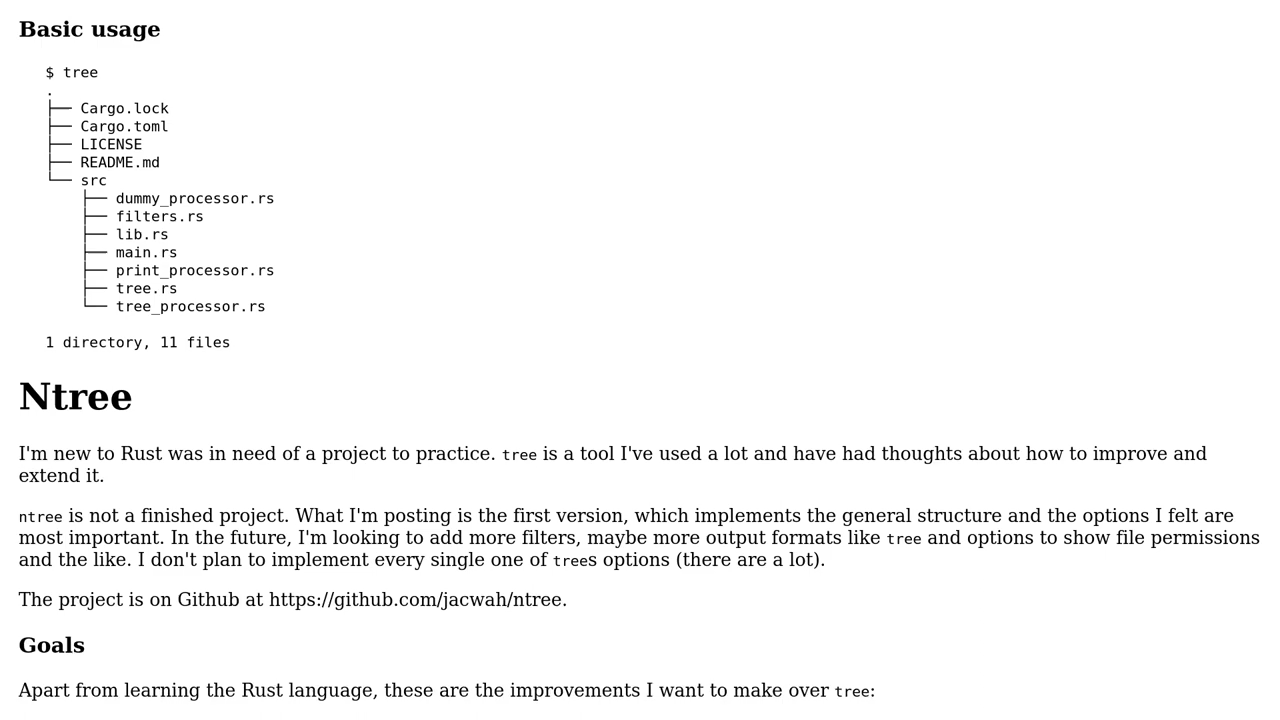 Basic usage
$ tree
.
├── Cargo.lock
├── Cargo.toml
├── LICENSE
├── README.md
└── src
    ├── dummy_processor.rs
    ├── filters.rs
    ├── lib.rs
    ├── main.rs
    ├── print_processor.rs
    ├── tree.rs
    └── tree_processor.rs
1 directory, 11 files
Ntree
I'm new to Rust was in need of a project to practice. tree is a tool I've used a lot and have had thoughts about how to improve and
extend it.
ntree is not a finished project. What I'm posting is the first version, which implements the general structure and the options I felt are
most important. In the future, I'm looking to add more filters, maybe more output formats like tree and options to show file permissions
and the like. I don't plan to implement every single one of trees options (there are a lot).
The project is on Github at https://github.com/jacwah/ntree.
Goals
Apart from learning the Rust language, these are the improvements I want to make over tree: